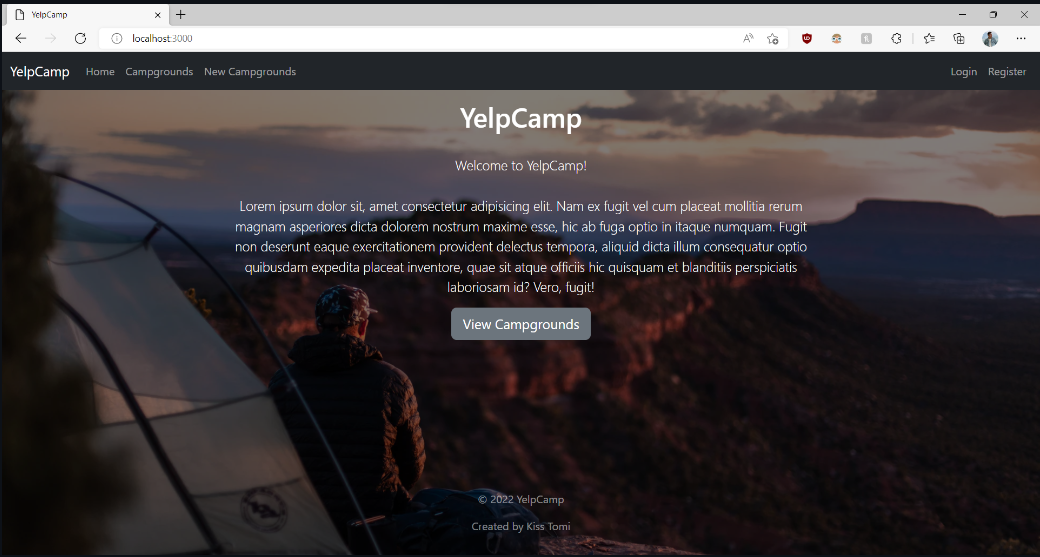 YelpCamp
localhost:3000
YelpCamp Home Campgrounds New Campgrounds Login Register
YelpCamp
Welcome to YelpCamp!
Lorem ipsum dolor sit, amet consectetur adipisicing elit. Nam ex fugit vel cum placeat mollitia rerum
magnam asperiores dicta dolorem nostrum maxime esse, hic ab fuga optio in itaque numquam. Fugit
non deserunt eaque exercitationem provident delectus tempora, aliquid dicta illum consequatur optio
quibusdam expedita placeat inventore, quae sit atque officiis hic quisquam et blanditiis perspiciatis
laboriosam id? Vero, fugit!
View Campgrounds
© 2022 YelpCamp
Created by Kiss Tomi